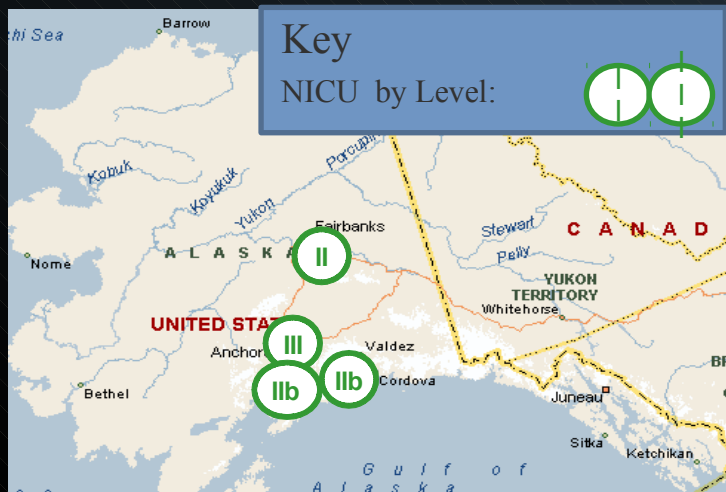 Key
NICU by Level:
I I
Barrow
hi Sea
Porcupin
Kobuk
Koyukuk
Yukon
Fairbanks
Stewart
C A N A D
A L A S K A
II
Pelly
Nome
YUKON
TERRITORY
Whitehorse
UNITED STAT
III
Anchor
Valdez
IIb
IIb
Cordova
Bethel
Juneau
Sitka
Ketchikan
G u l f o f
A l a s k a